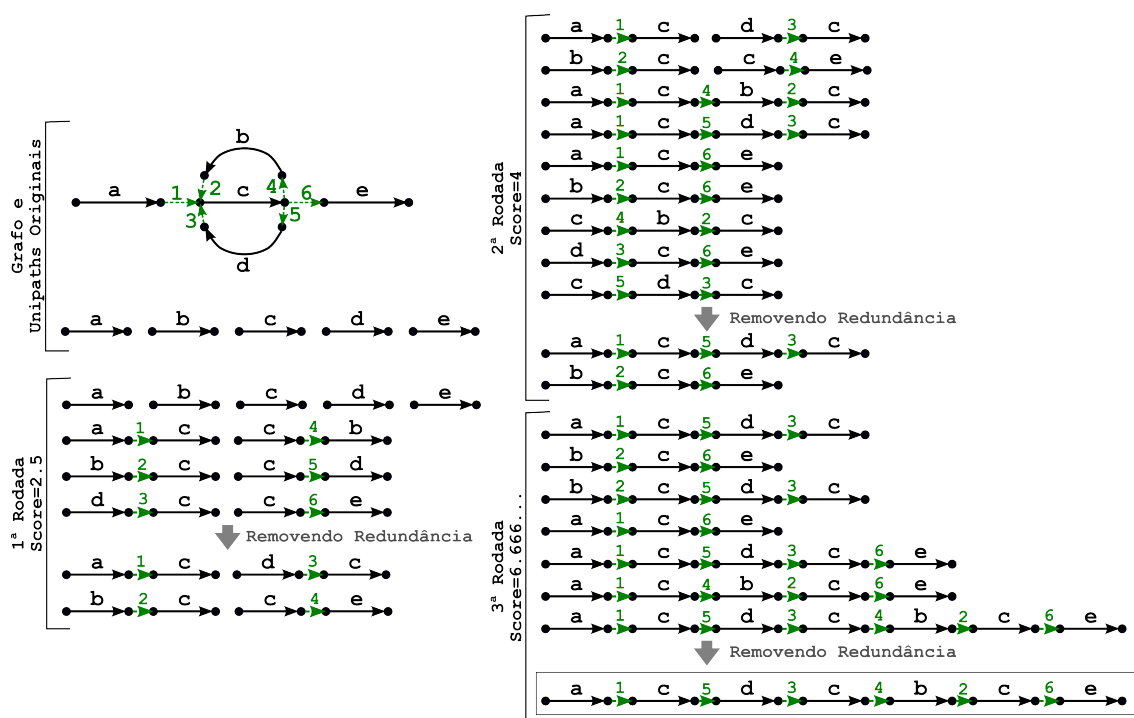 Grafo e
Unipaths Originais
b
a 1 2 c 4 6 e
3 5
d
a b c d e
1ª Rodada
Score=2.5
a b c d e
a 1 c c 4 b
b 2 c c 5 d
d 3 c c 6 e
Removendo Redundância
a 1 c d 3 c
b 2 c c 4 e
2ª Rodada
Score=4
a 1 c d 3 c
b 2 c c 4 e
a 1 c 4 b 2 c
a 1 c 5 d 3 c
a 1 c 6 e
b 2 c 6 e
c 4 b 2 c
d 3 c 6 e
c 5 d 3 c
Removendo Redundância
a 1 c 5 d 3 c
b 2 c 6 e
3ª Rodada
Score=6.666...
a 1 c 5 d 3 c
b 2 c 6 e
b 2 c 5 d 3 c
a 1 c 6 e
a 1 c 5 d 3 c 6 e
a 1 c 4 b 2 c 6 e
a 1 c 5 d 3 c 4 b 2 c 6 e
Removendo Redundância
a 1 c 5 d 3 c 4 b 2 c 6 e